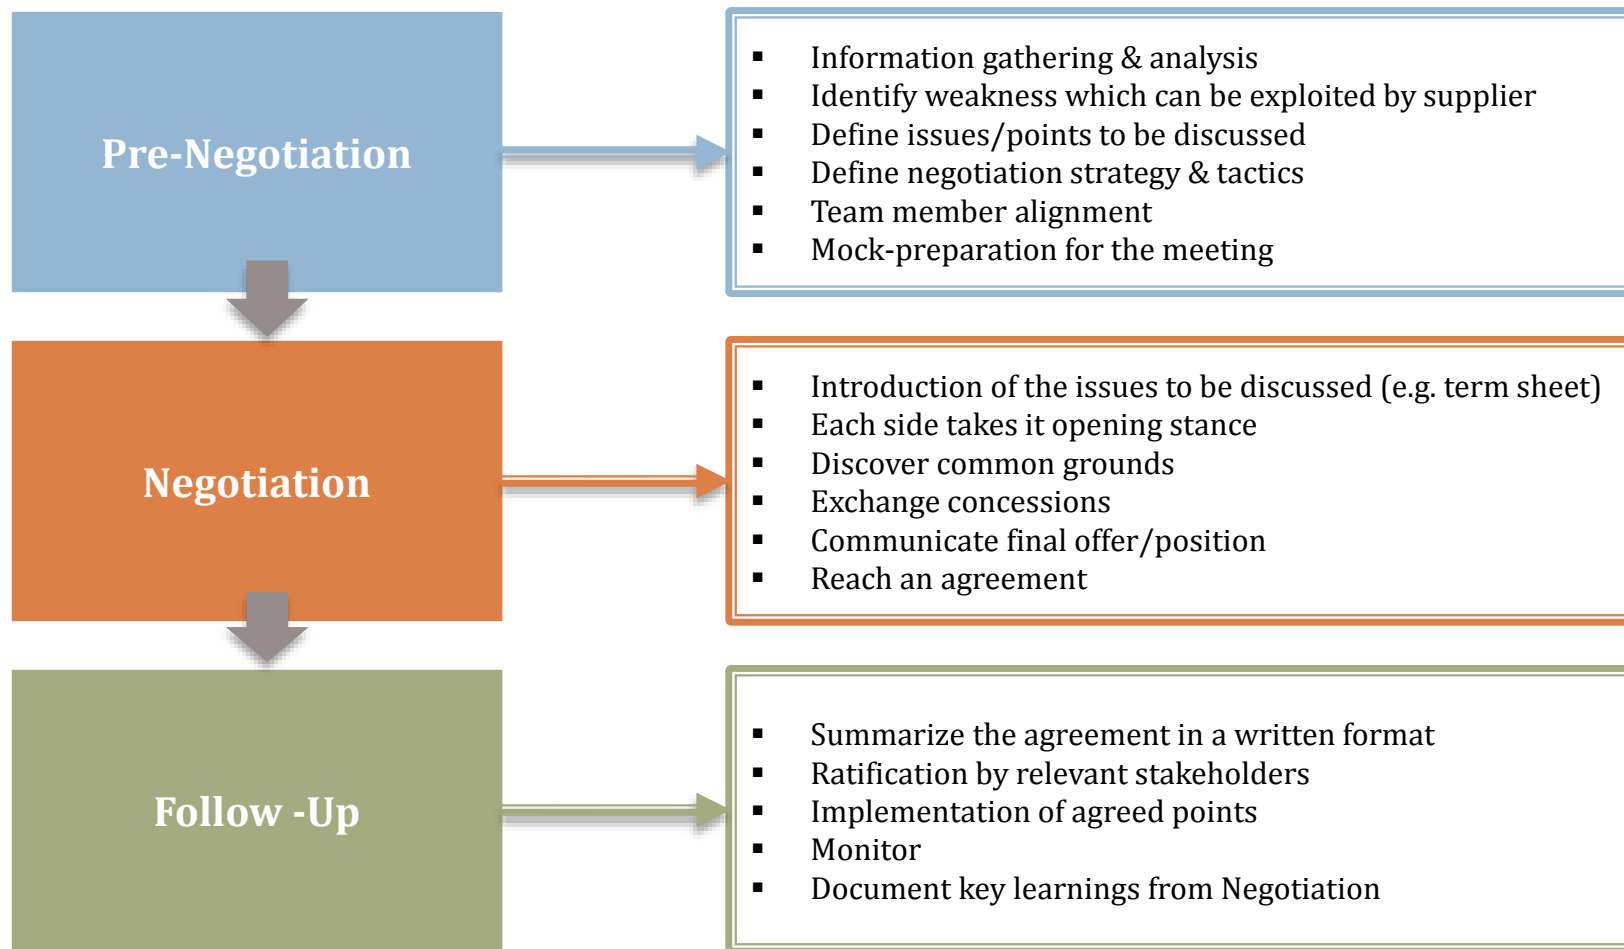 Pre-Negotiation
▪ Information gathering & analysis
▪ Identify weakness which can be exploited by supplier
▪ Define issues/points to be discussed
▪ Define negotiation strategy & tactics
▪ Team member alignment
▪ Mock-preparation for the meeting
Negotiation
▪ Introduction of the issues to be discussed (e.g. term sheet)
▪ Each side takes it opening stance
▪ Discover common grounds
▪ Exchange concessions
▪ Communicate final offer/position
▪ Reach an agreement
Follow -Up
▪ Summarize the agreement in a written format
▪ Ratification by relevant stakeholders
▪ Implementation of agreed points
▪ Monitor
▪ Document key learnings from Negotiation